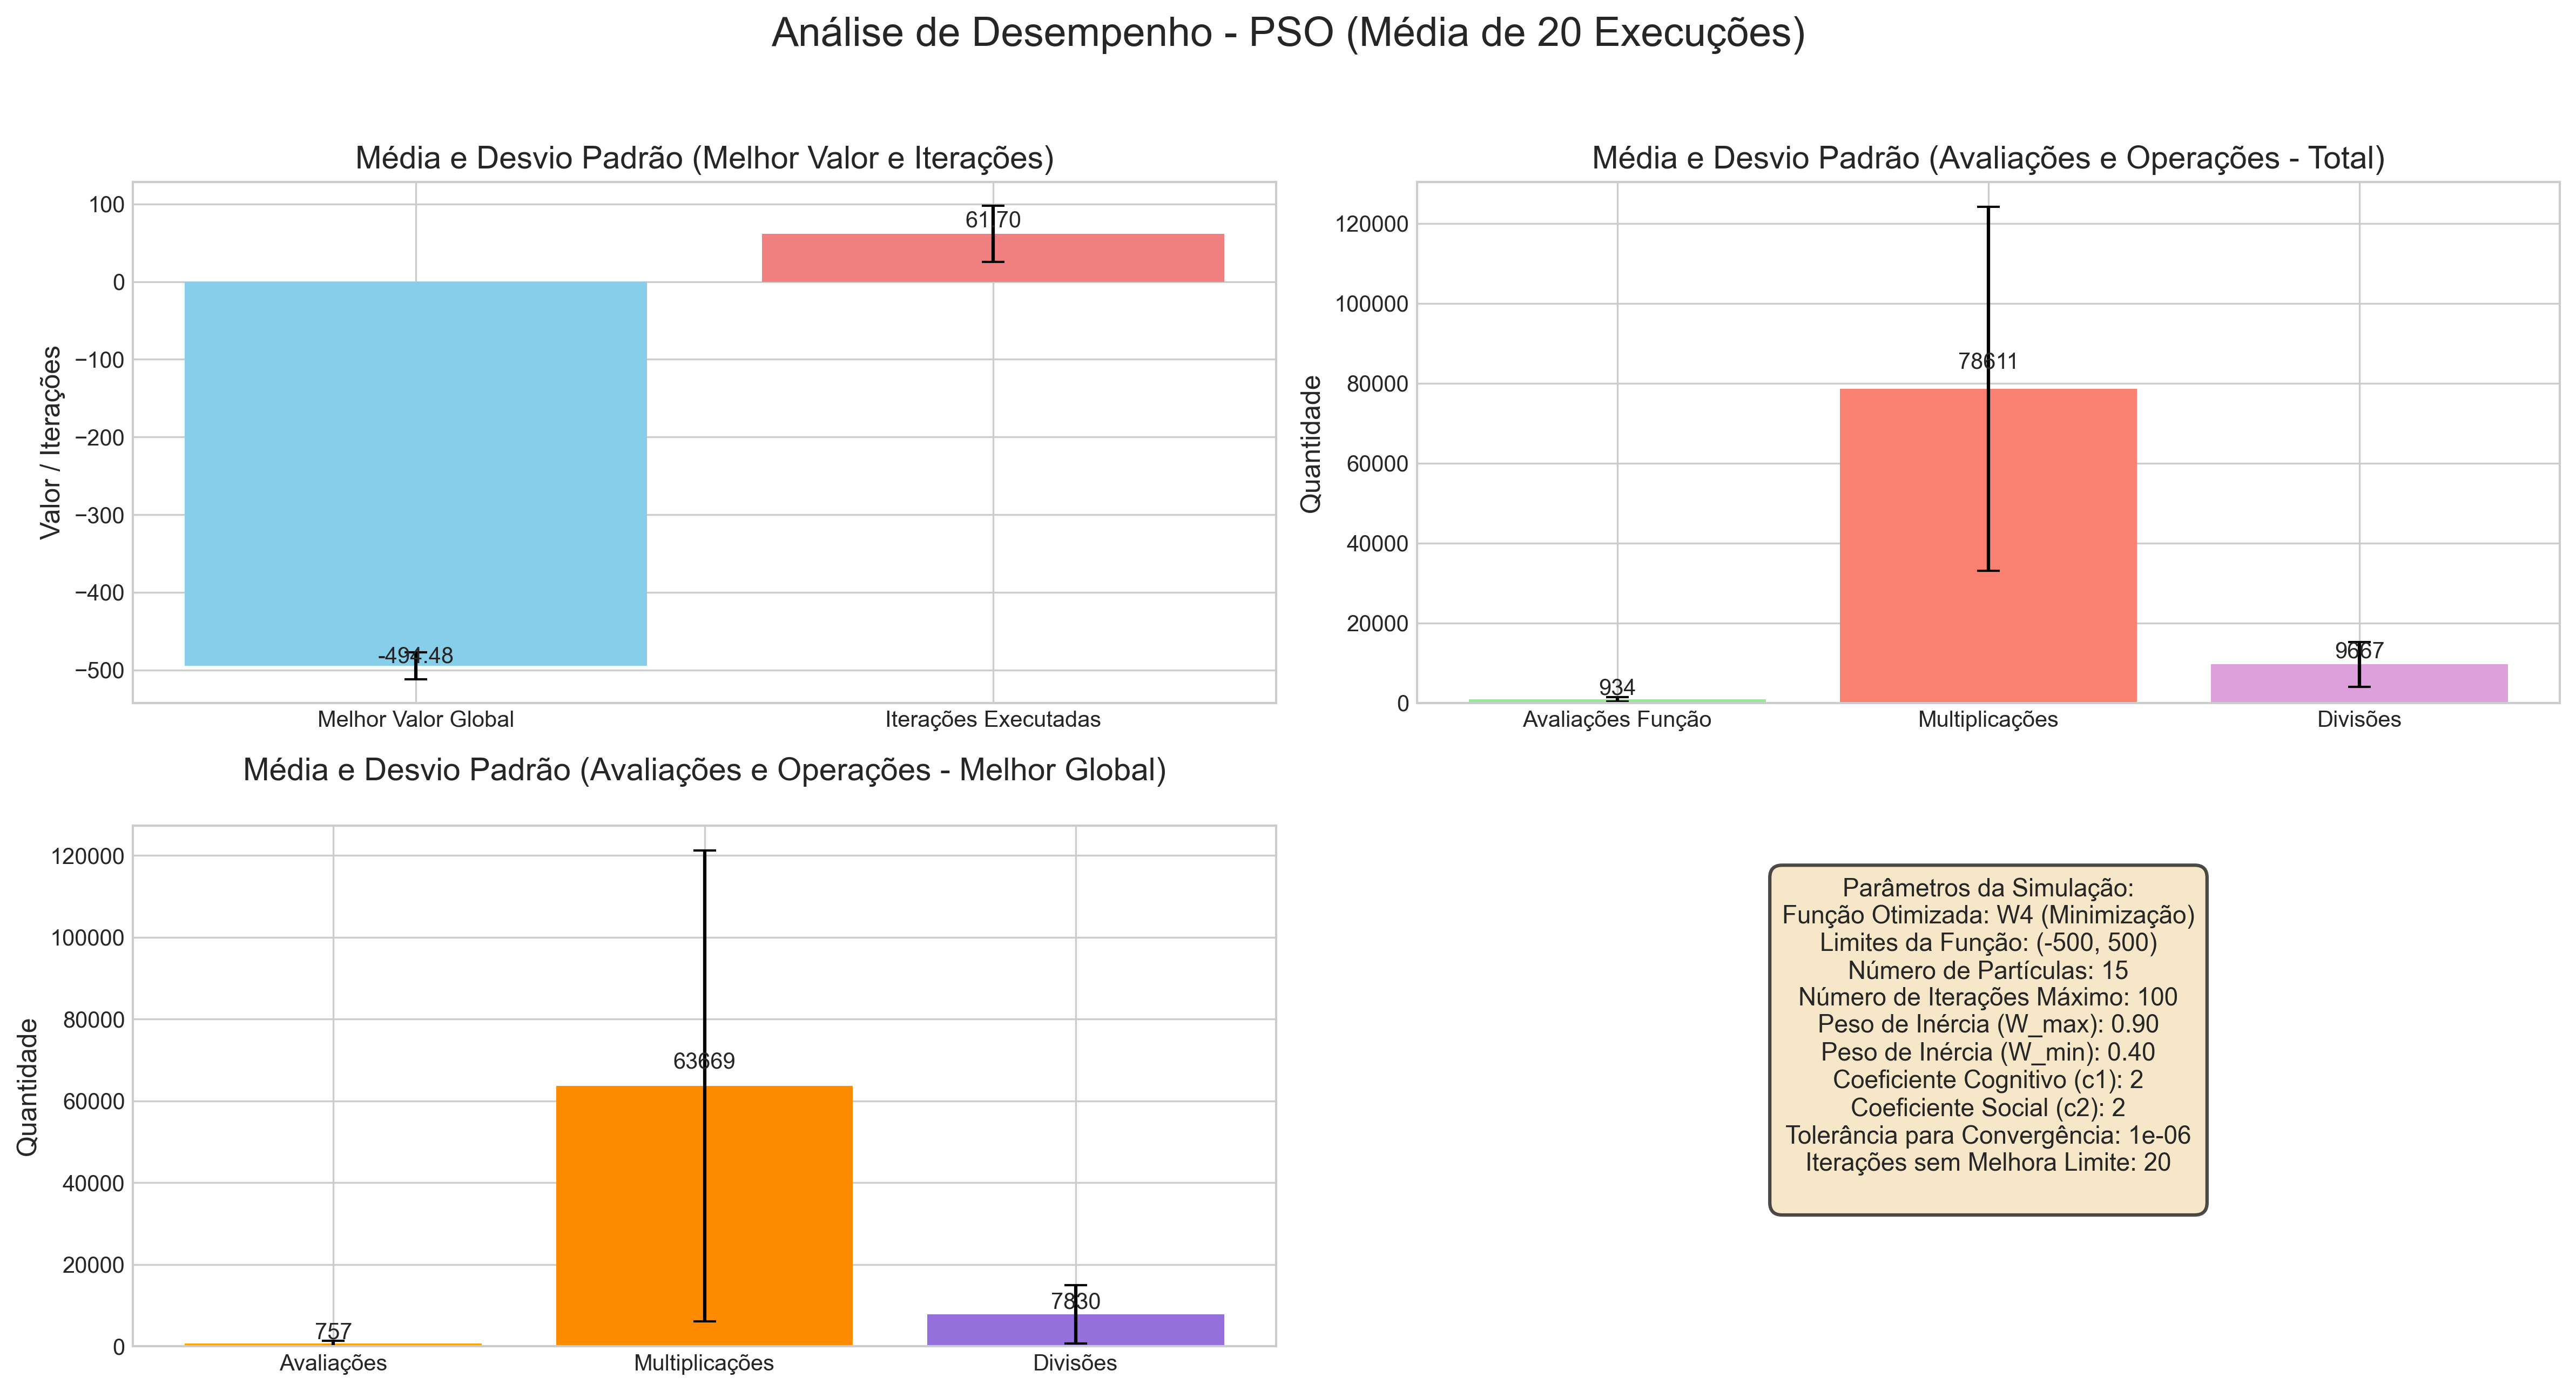 Análise de Desempenho - PSO (Média de 20 Execuções)
Média e Desvio Padrão (Melhor Valor e Iterações)
Valor / Iterações
100
0
−100
−200
−300
−400
−500
61.70
-494.48
Melhor Valor Global
Iterações Executadas
Média e Desvio Padrão (Avaliações e Operações - Total)
Quantidade
120000
100000
80000
60000
40000
20000
0
934
78611
9667
Avaliações Função
Multiplicações
Divisões
Média e Desvio Padrão (Avaliações e Operações - Melhor Global)
Quantidade
120000
100000
80000
60000
40000
20000
0
757
63669
7830
Avaliações
Multiplicações
Divisões
Parâmetros da Simulação:
Função Otimizada: W4 (Minimização)
Limites da Função: (-500, 500)
Número de Partículas: 15
Número de Iterações Máximo: 100
Peso de Inércia (W_max): 0.90
Peso de Inércia (W_min): 0.40
Coeficiente Cognitivo (c1): 2
Coeficiente Social (c2): 2
Tolerância para Convergência: 1e-06
Iterações sem Melhora Limite: 20